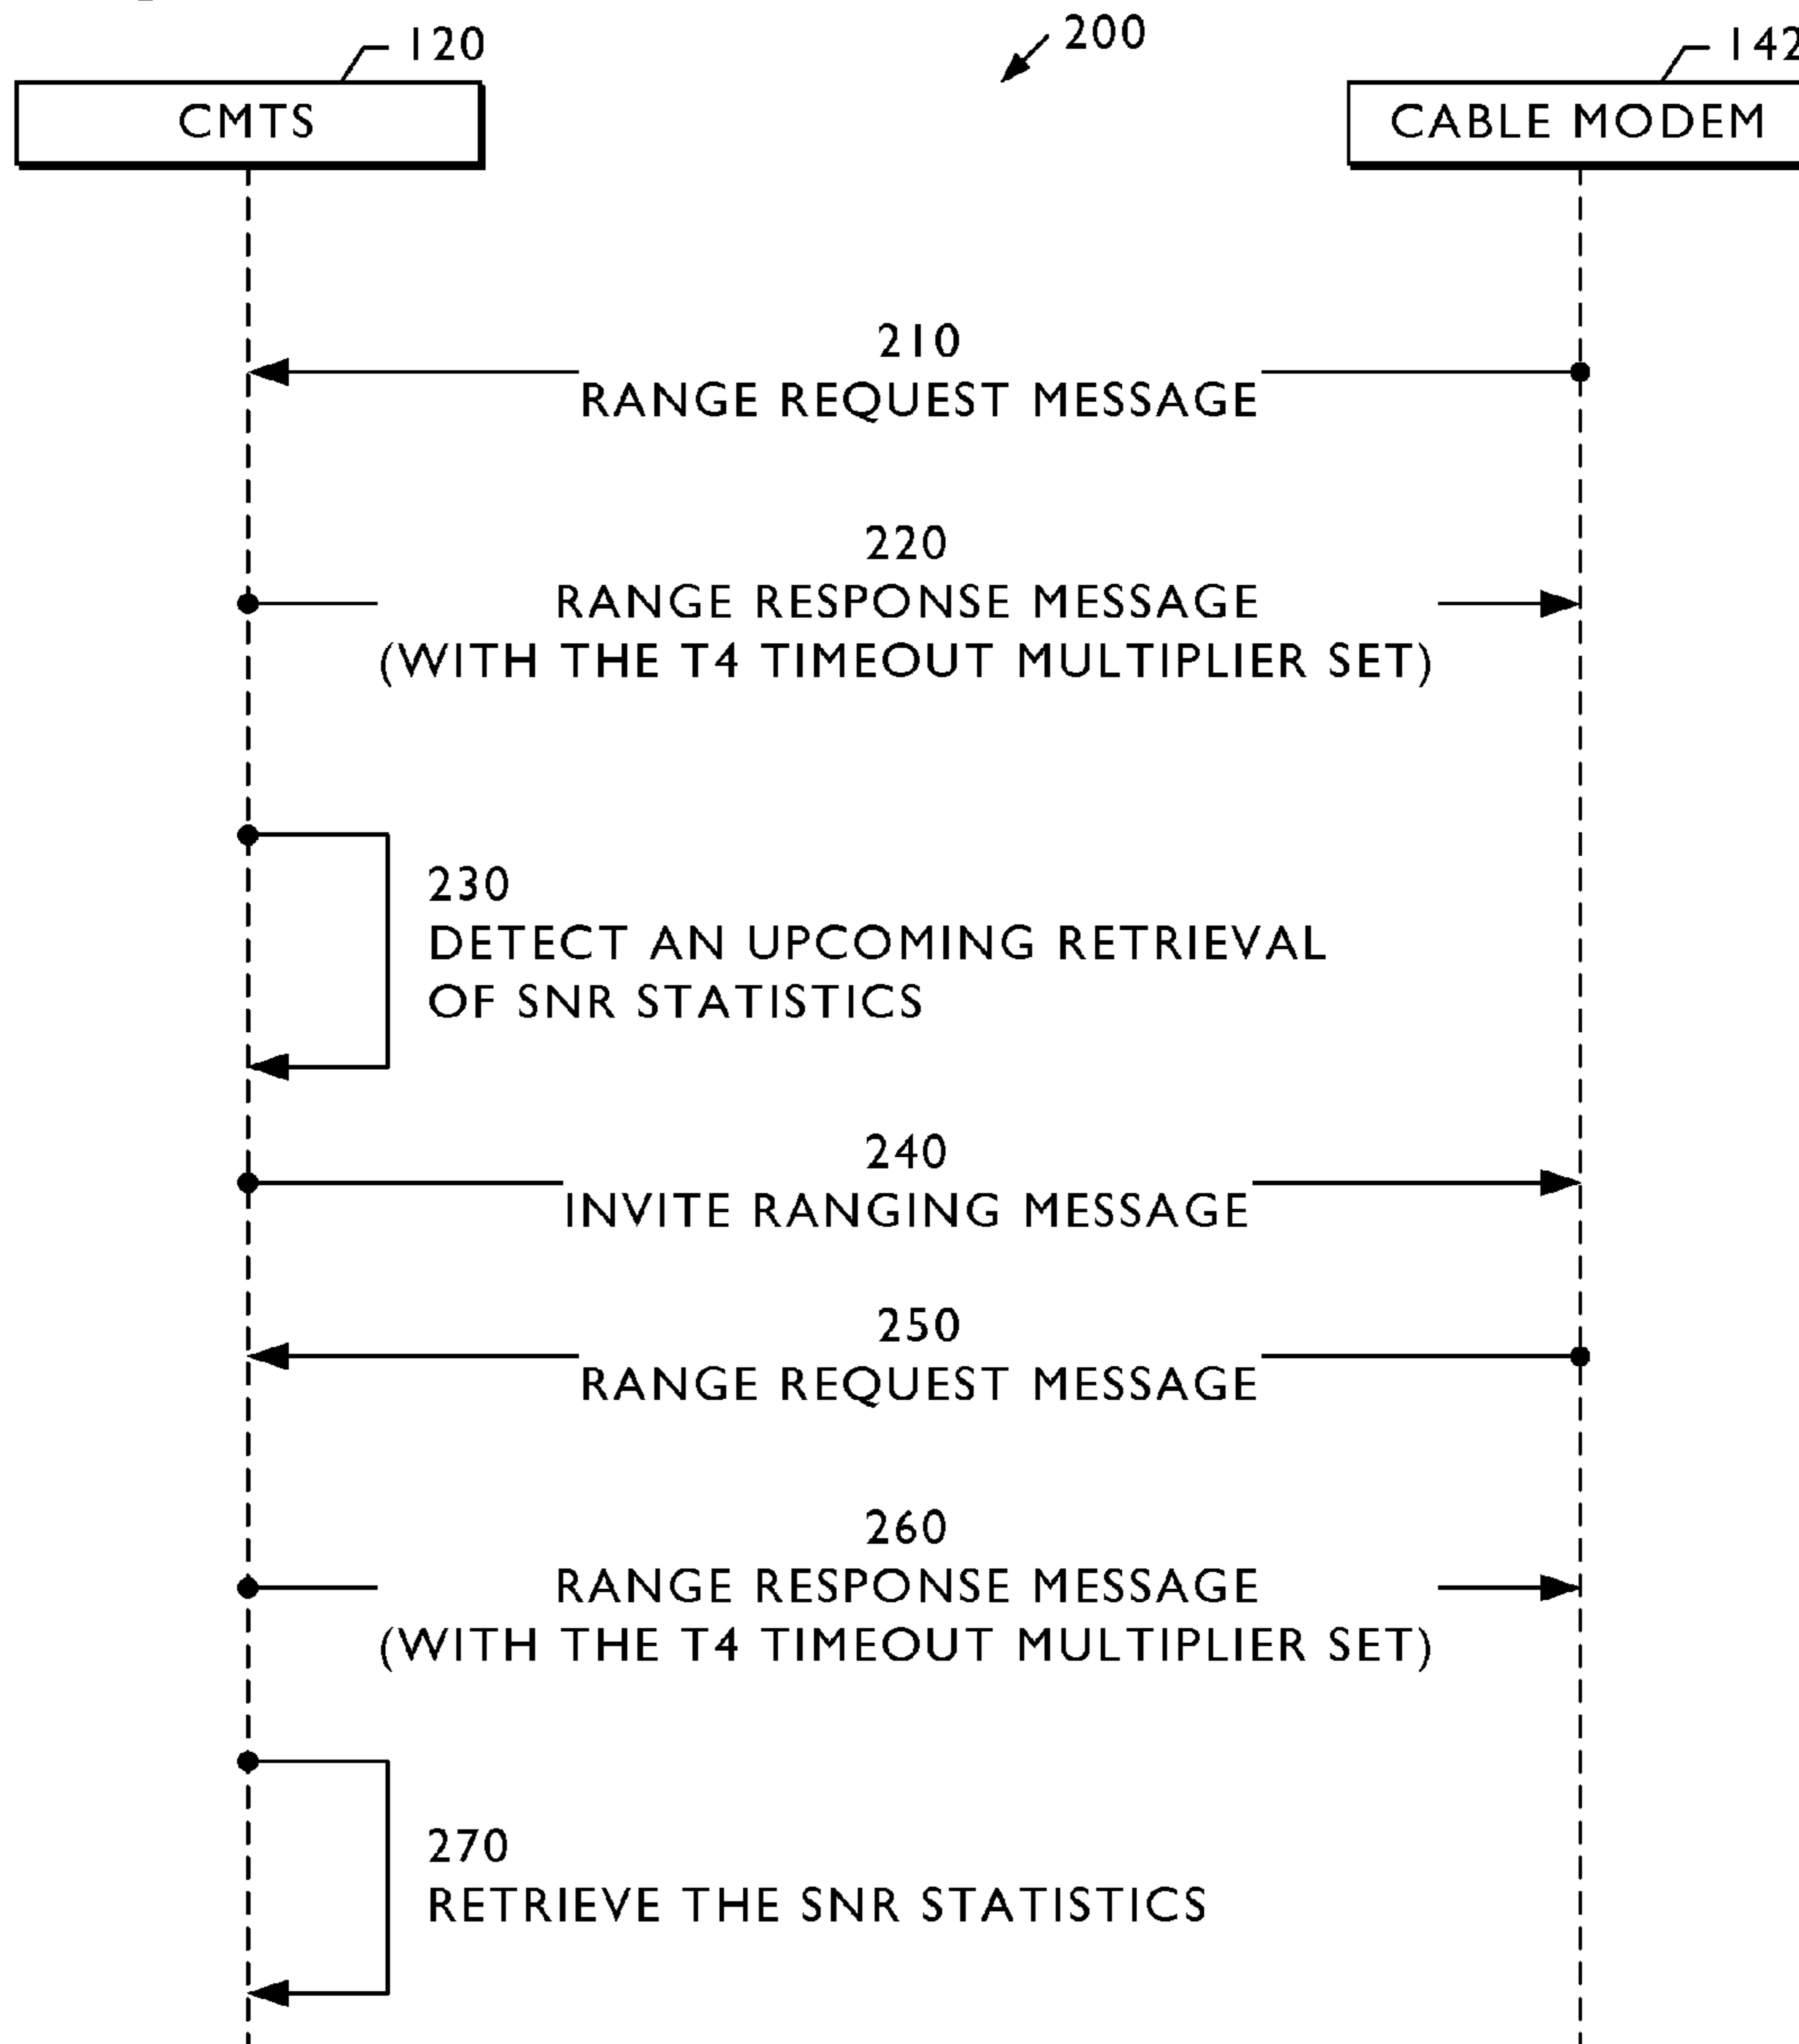 120
200
142
CMTS
CABLE MODEM
210
RANGE REQUEST MESSAGE
220
RANGE RESPONSE MESSAGE
(WITH THE T4 TIMEOUT MULTIPLIER SET)
230
DETECT AN UPCOMING RETRIEVAL
OF SNR STATISTICS
240
INVITE RANGING MESSAGE
250
RANGE REQUEST MESSAGE
260
RANGE RESPONSE MESSAGE
(WITH THE T4 TIMEOUT MULTIPLIER SET)
270
RETRIEVE THE SNR STATISTICS